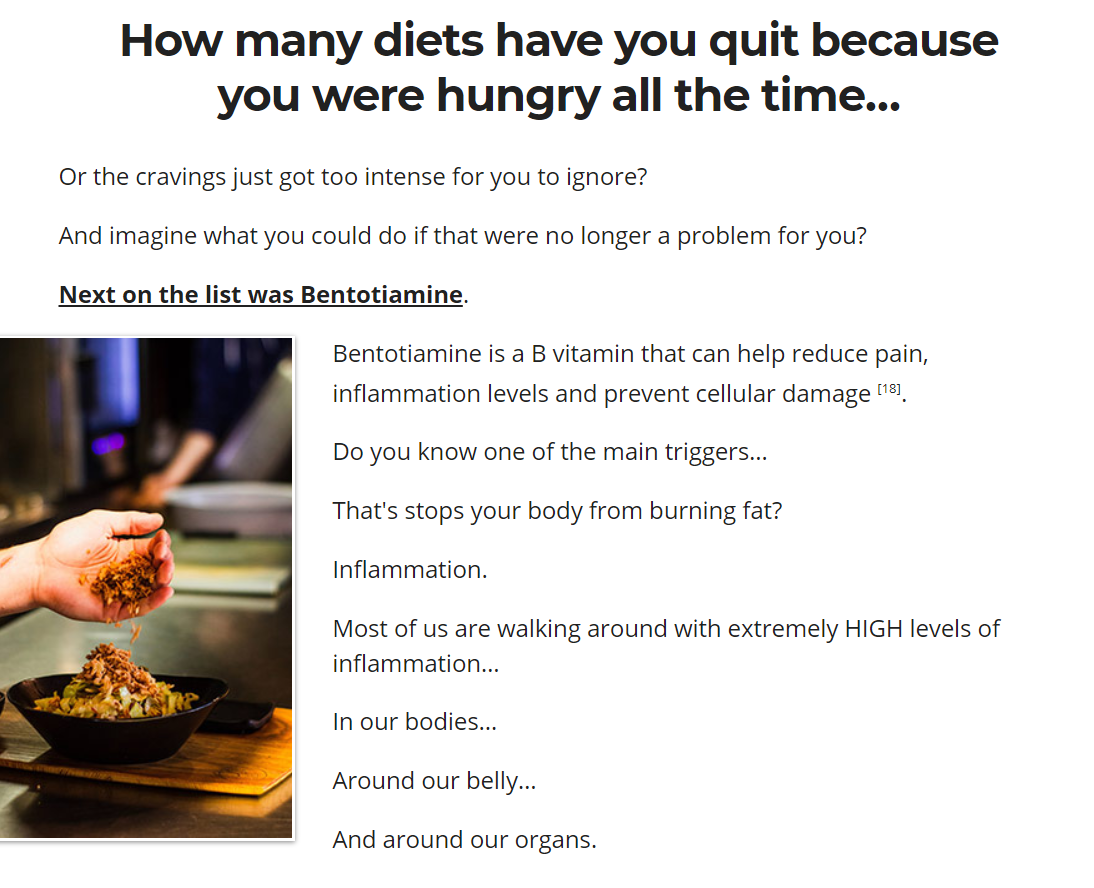 How many diets have you quit because
you were hungry all the time...
Or the cravings just got too intense for you to ignore?
And imagine what you could do if that were no longer a problem for you?
Next on the list was Bentotiamine.
Bentotiamine is a B vitamin that can help reduce pain,
inflammation levels and prevent cellular damage [18].
Do you know one of the main triggers...
That's stops your body from burning fat?
Inflammation.
Most of us are walking around with extremely HIGH levels of
inflammation...
In our bodies...
Around our belly...
And around our organs.